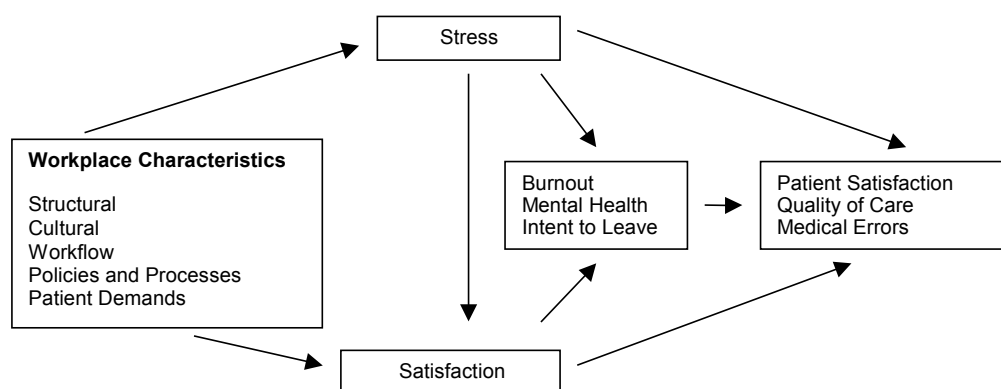 Stress
Workplace Characteristics
Structural
Cultural
Workflow
Policies and Processes
Patient Demands
Burnout
Mental Health
Intent to Leave
Patient Satisfaction
Quality of Care
Medical Errors
Satisfaction